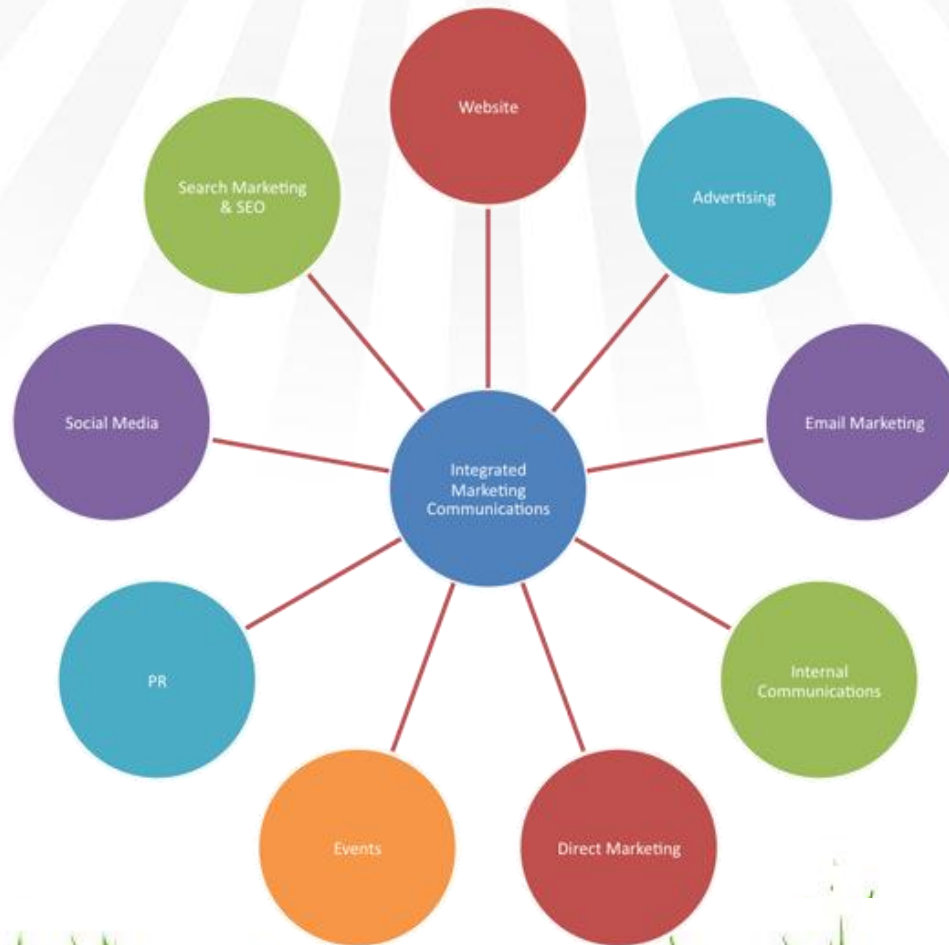 Website
Search Marketing
& SEO
Advertising
Social Media
Email Marketing
Integrated
Marketing
Communications
PR
Internal
Communications
Events
Direct Marketing